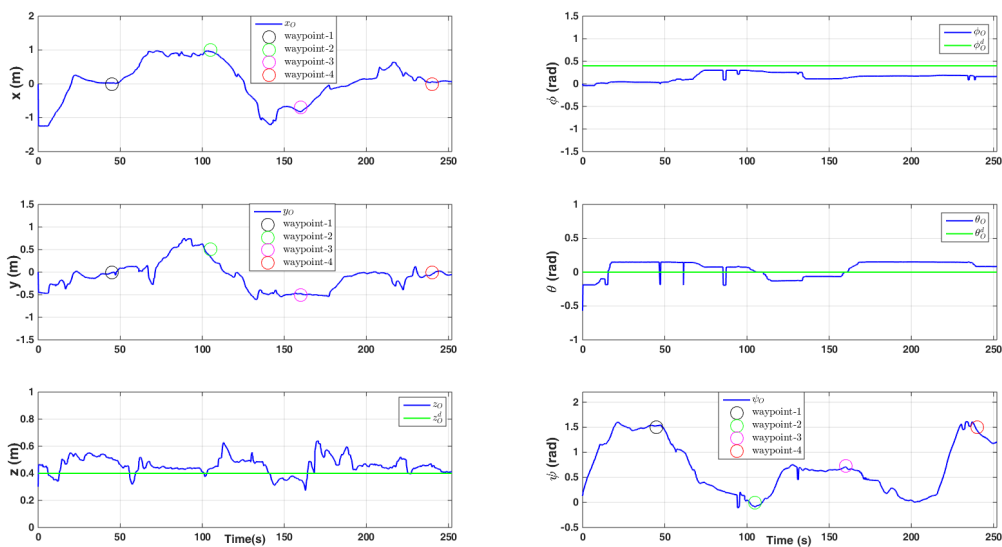 x (m)
2
1
0
-1
-2
0 50 100 150 200 250
x_O
waypoint-1
waypoint-2
waypoint-3
waypoint-4
ϕ (rad)
1.5
1
0.5
0
-0.5
-1
-1.5
0 50 100 150 200 250
ϕ_O
ϕ_O^d
y (m)
1.5
1
0.5
0
-0.5
-1
0 50 100 150 200 250
y_O
waypoint-1
waypoint-2
waypoint-3
waypoint-4
θ (rad)
1
0.5
0
-0.5
-1
0 50 100 150 200 250
θ_O
θ_O^d
z (m)
1
0.8
0.6
0.4
0.2
0
0 50 100 150 200 250
Time(s)
z_O
z_O^d
ψ (rad)
2
1.5
1
0.5
0
-0.5
0 50 100 150 200 250
Time (s)
ψ_O
waypoint-1
waypoint-2
waypoint-3
waypoint-4